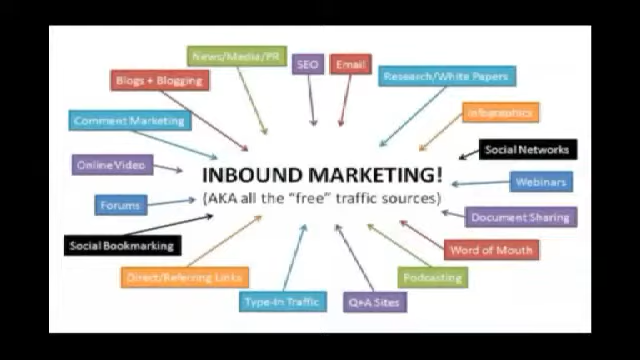 News/Media/PR
SEO
Email
Blogs + Blogging
Research/White Papers
Comment Marketing
Infographics
Social Networks
Online Video
INBOUND MARKETING!
Webinars
(AKA all the “free” traffic sources)
Forums
Document Sharing
Social Bookmarking
Word of Mouth
Direct/Referring Links
Podcasting
Type-In Traffic
Q+A Sites